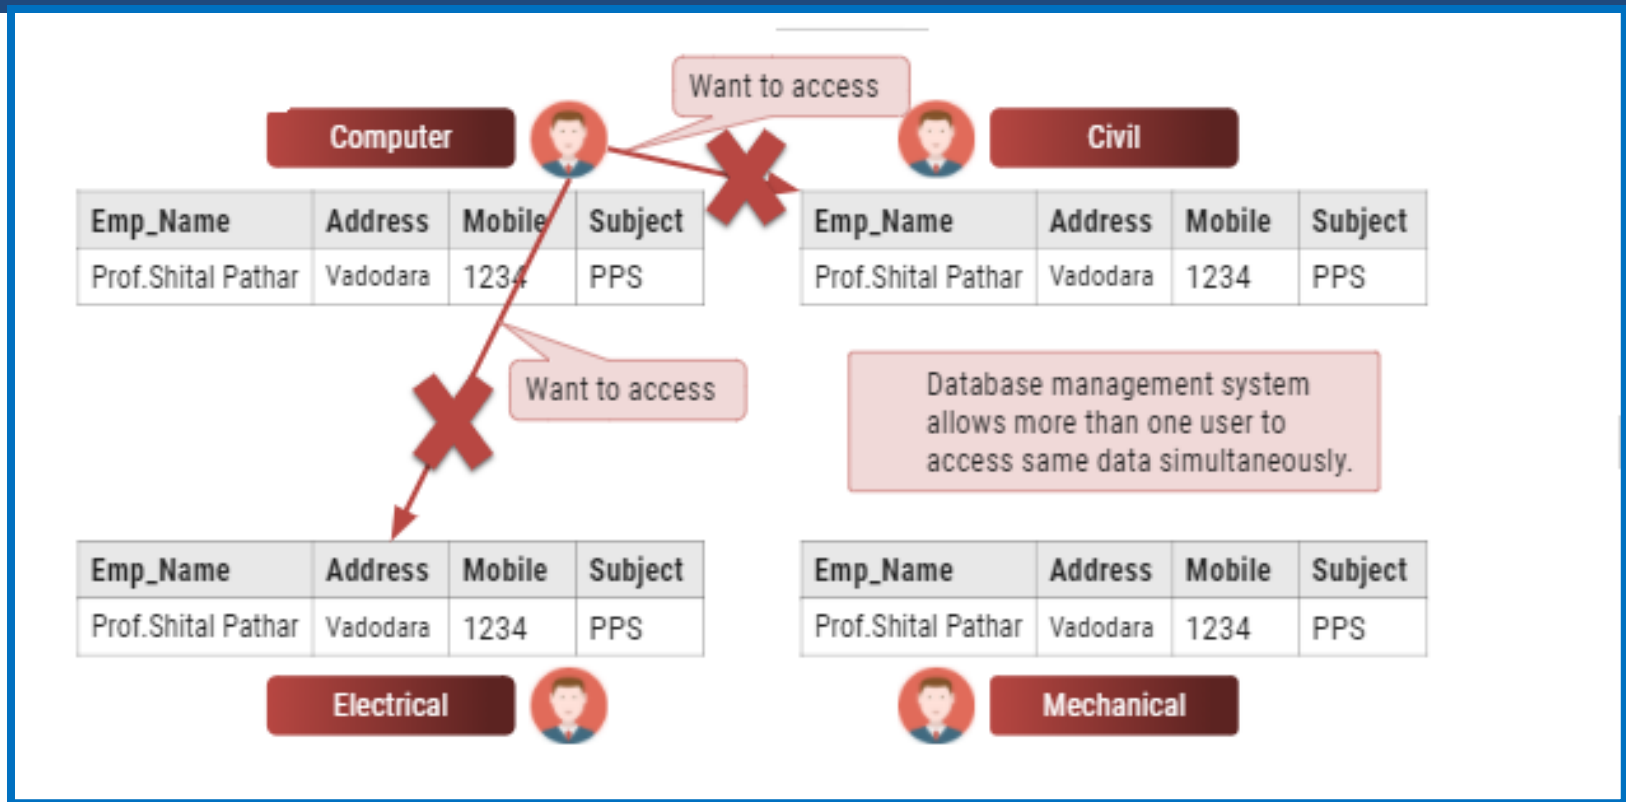 Want to access
Computer
Civil
Emp_Name Address Mobile Subject
Prof.Shital Pathar Vadodara 1234 PPS
Emp_Name Address Mobile Subject
Prof.Shital Pathar Vadodara 1234 PPS
Want to access
Database management system
allows more than one user to
access same data simultaneously.
Emp_Name Address Mobile Subject
Prof.Shital Pathar Vadodara 1234 PPS
Emp_Name Address Mobile Subject
Prof.Shital Pathar Vadodara 1234 PPS
Electrical
Mechanical